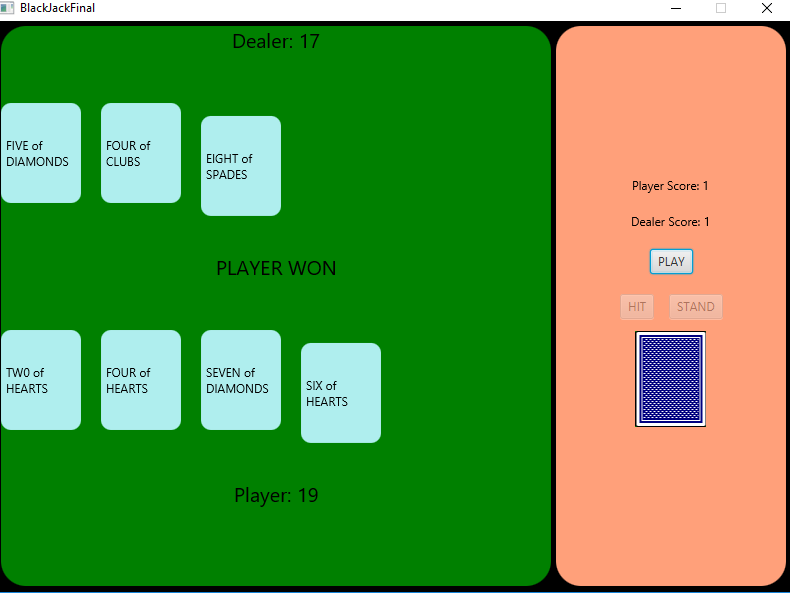 BlackJackFinal
Dealer: 17
FIVE of
DIAMONDS
FOUR of
CLUBS
EIGHT of
SPADES
PLAYER WON
TW0 of
HEARTS
FOUR of
HEARTS
SEVEN of
DIAMONDS
SIX of
HEARTS
Player: 19
Player Score: 1
Dealer Score: 1
PLAY
HIT
STAND